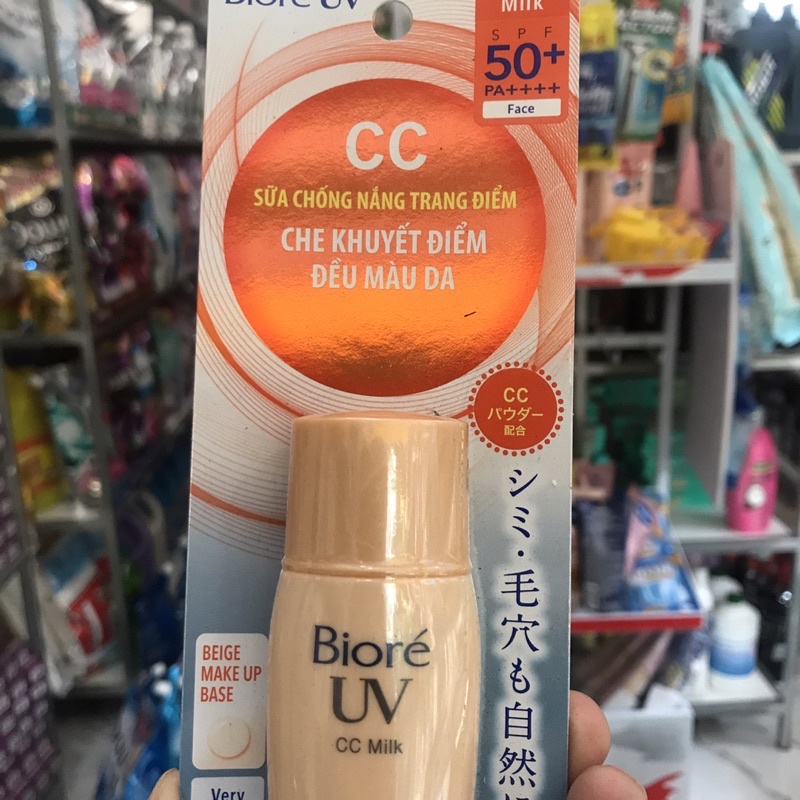 Bioré UV
Milk
SPF
50+
PA++++
Face
CC
SỮA CHỐNG NẮNG TRANG ĐIỂM
CHE KHUYẾT ĐIỂM
ĐỀU MÀU DA
CC
パウダー
配合
シミ・毛穴も自然に
Bioré
UV
CC Milk
BEIGE
MAKE UP
BASE
Very